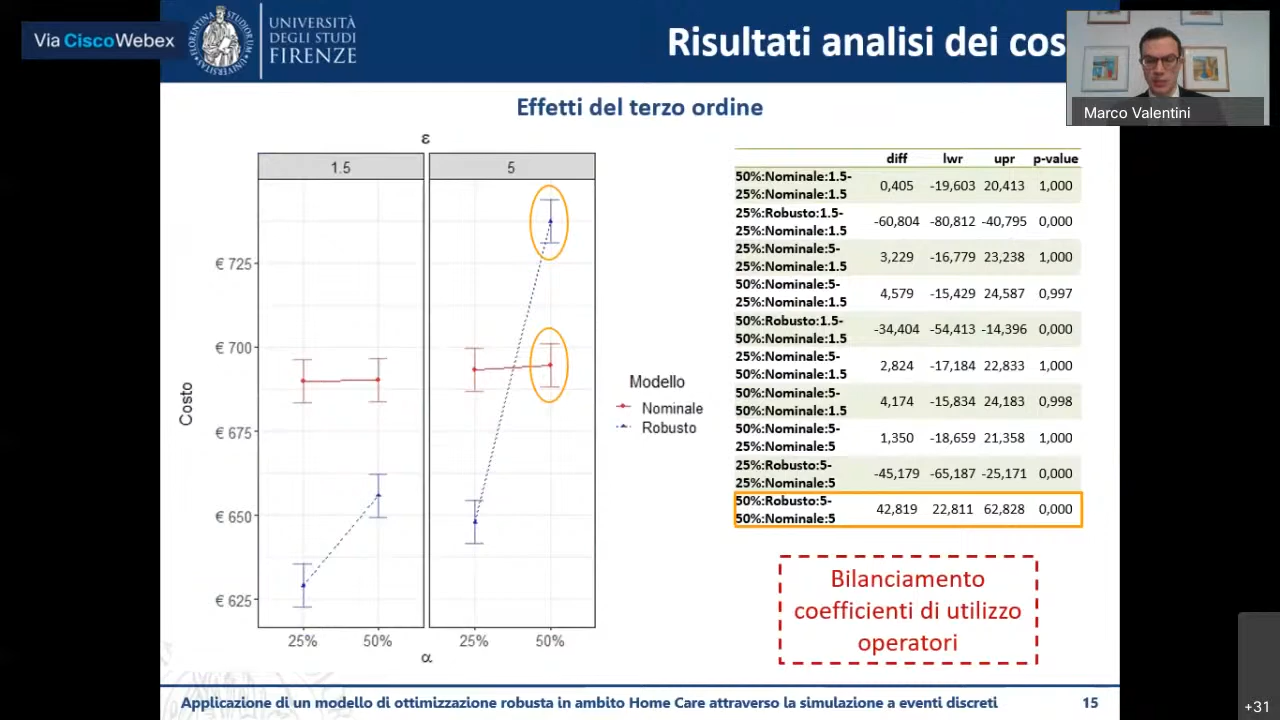 Via CiscoWebex
UNIVERSITÀ
DEGLI STUDI
FIRENZE
Risultati analisi dei cos
Marco Valentini
Effetti del terzo ordine
ε
1.5
5
€ 725
€ 700
€ 675
€ 650
€ 625
Costo
25%
50%
25%
50%
α
Modello
Nominale
Robusto
diff lwr upr p-value
50%:Nominale:1.5-
25%:Nominale:1.5 0,405 -19,603 20,413 1,000
25%:Robusto:1.5-
25%:Nominale:1.5 -60,804 -80,812 -40,795 0,000
25%:Nominale:5-
25%:Nominale:1.5 3,229 -16,779 23,238 1,000
50%:Nominale:5-
25%:Nominale:1.5 4,579 -15,429 24,587 0,997
50%:Robusto:1.5-
50%:Nominale:1.5 -34,404 -54,413 -14,396 0,000
25%:Nominale:5-
50%:Nominale:1.5 2,824 -17,184 22,833 1,000
50%:Nominale:5-
50%:Nominale:1.5 4,174 -15,834 24,183 0,998
50%:Nominale:5-
25%:Nominale:5 1,350 -18,659 21,358 1,000
25%:Robusto:5-
25%:Nominale:5 -45,179 -65,187 -25,171 0,000
50%:Robusto:5-
50%:Nominale:5 42,819 22,811 62,828 0,000
Bilanciamento
coefficienti di utilizzo
operatori
Applicazione di un modello di ottimizzazione robusta in ambito Home Care attraverso la simulazione a eventi discreti
15
+31